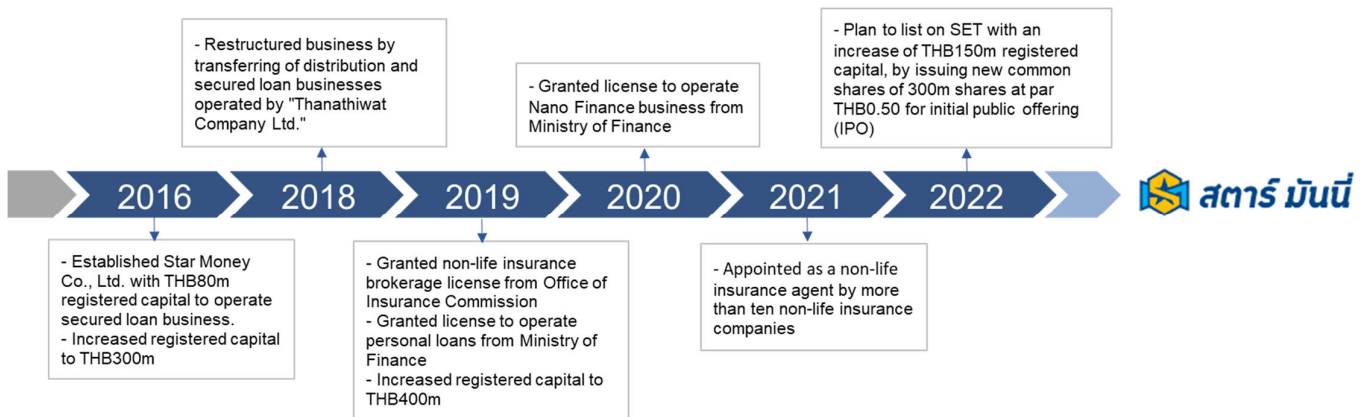 - Restructured business by
transferring of distribution and
secured loan businesses
operated by "Thanathiwat
Company Ltd."
- Granted license to operate
Nano Finance business from
Ministry of Finance
- Plan to list on SET with an
increase of THB150m registered
capital, by issuing new common
shares of 300m shares at par
THB0.50 for initial public offering
(IPO)
2016
2018
2019
2020
2021
2022
สตาร์ มันนี่
- Established Star Money
Co., Ltd. with THB80m
registered capital to operate
secured loan business.
- Increased registered capital
to THB300m
- Granted non-life insurance
brokerage license from Office of
Insurance Commission
- Granted license to operate
personal loans from Ministry of
Finance
- Increased registered capital to
THB400m
- Appointed as a non-life
insurance agent by more
than ten non-life insurance
companies